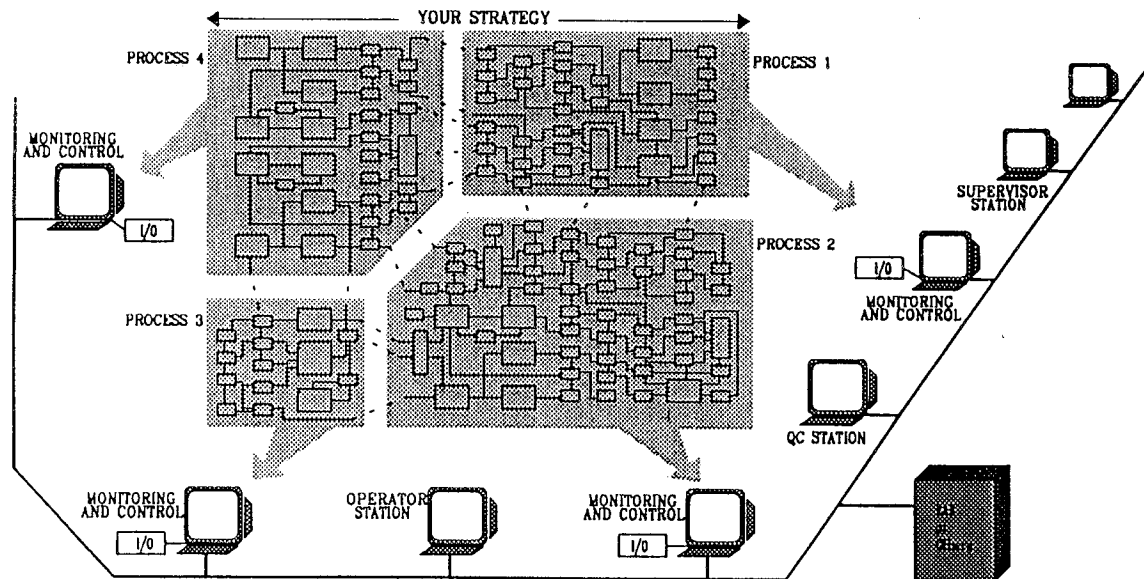 YOUR STRATEGY
PROCESS 4
PROCESS 1
MONITORING
AND CONTROL
I/O
SUPERVISOR
STATION
PROCESS 2
I/O
MONITORING
AND CONTROL
PROCESS 3
QC STATION
MONITORING
AND CONTROL
I/O
OPERATOR
STATION
MONITORING
AND CONTROL
I/O